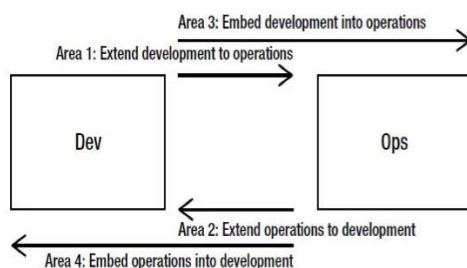 Area 3: Embed development into operations
Area 1: Extend development to operations
Dev
Ops
Area 2: Extend operations to development
Area 4: Embed operations into development